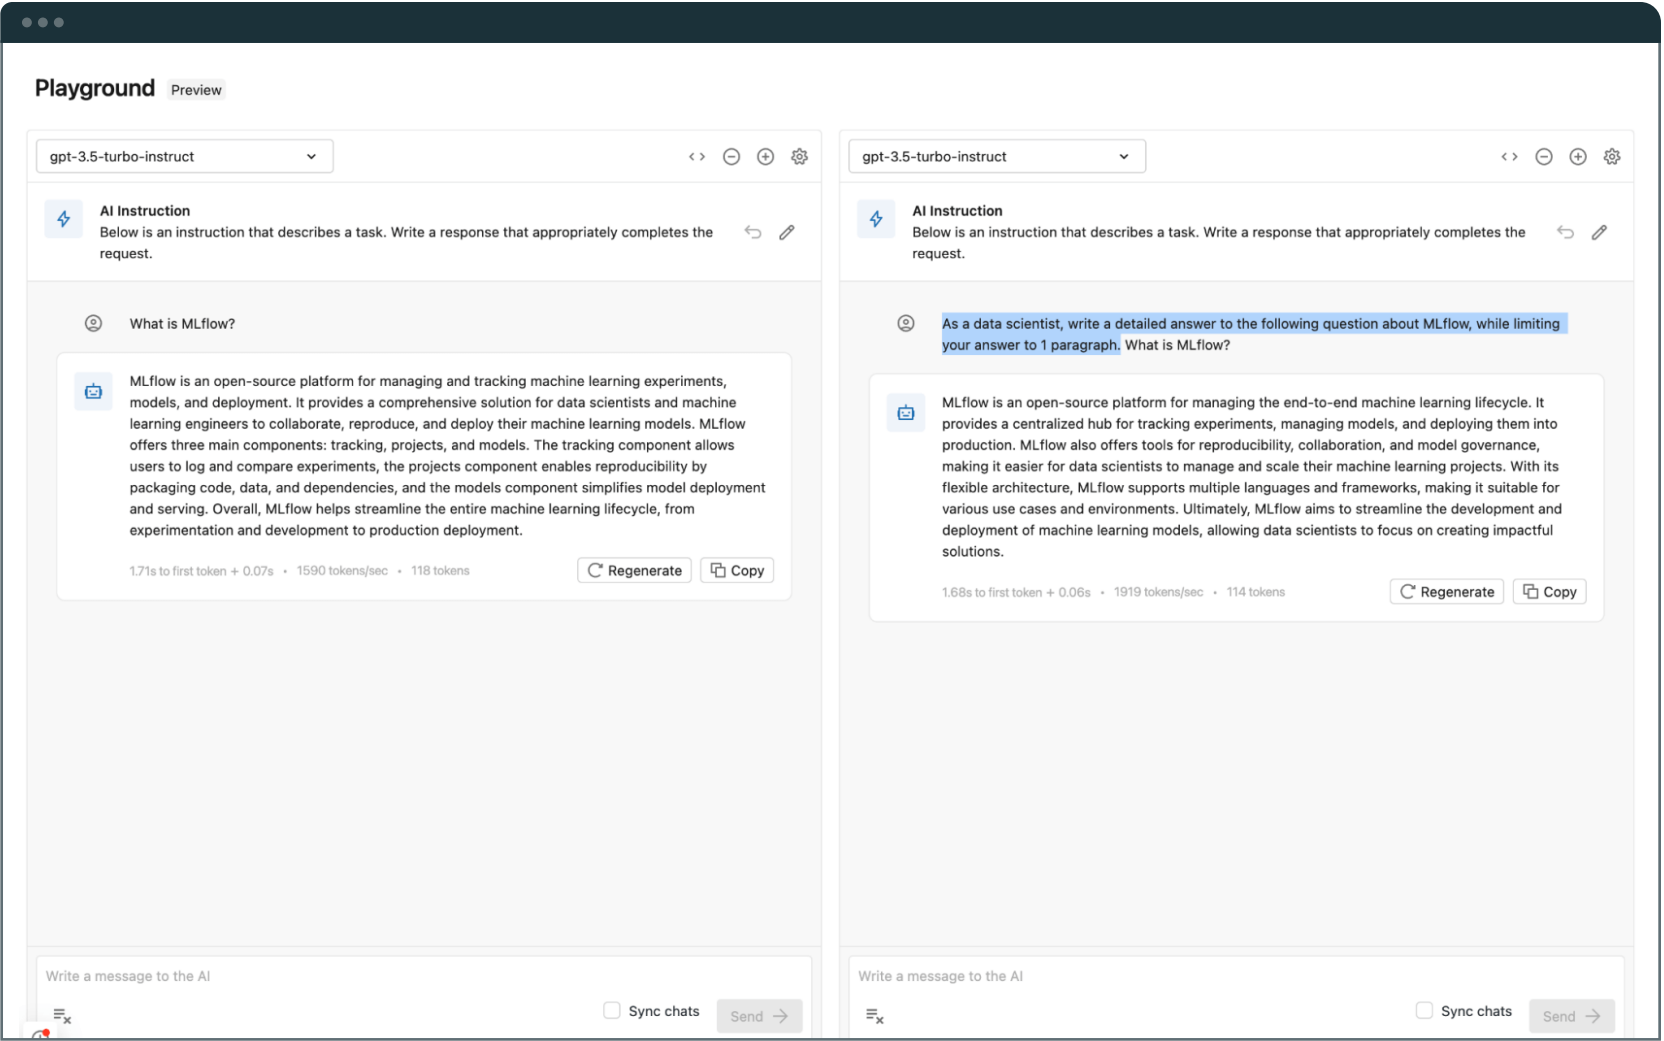 Playground Preview
gpt-3.5-turbo-instruct
AI Instruction
Below is an instruction that describes a task. Write a response that appropriately completes the
request.
What is MLflow?
MLflow is an open-source platform for managing and tracking machine learning experiments,
models, and deployment. It provides a comprehensive solution for data scientists and machine
learning engineers to collaborate, reproduce, and deploy their machine learning models. MLflow
offers three main components: tracking, projects, and models. The tracking component allows
users to log and compare experiments, the projects component enables reproducibility by
packaging code, data, and dependencies, and the models component simplifies model deployment
and serving. Overall, MLflow helps streamline the entire machine learning lifecycle, from
experimentation and development to production deployment.
1.71s to first token + 0.07s • 1590 tokens/sec • 118 tokens
Regenerate
Copy
Write a message to the AI
Sync chats
Send
gpt-3.5-turbo-instruct
AI Instruction
Below is an instruction that describes a task. Write a response that appropriately completes the
request.
As a data scientist, write a detailed answer to the following question about MLflow, while limiting
your answer to 1 paragraph. What is MLflow?
MLflow is an open-source platform for managing the end-to-end machine learning lifecycle. It
provides a centralized hub for tracking experiments, managing models, and deploying them into
production. MLflow also offers tools for reproducibility, collaboration, and model governance,
making it easier for data scientists to manage and scale their machine learning projects. With its
flexible architecture, MLflow supports multiple languages and frameworks, making it suitable for
various use cases and environments. Ultimately, MLflow aims to streamline the development and
deployment of machine learning models, allowing data scientists to focus on creating impactful
solutions.
1.68s to first token + 0.06s • 1919 tokens/sec • 114 tokens
Regenerate
Copy
Write a message to the AI
Sync chats
Send